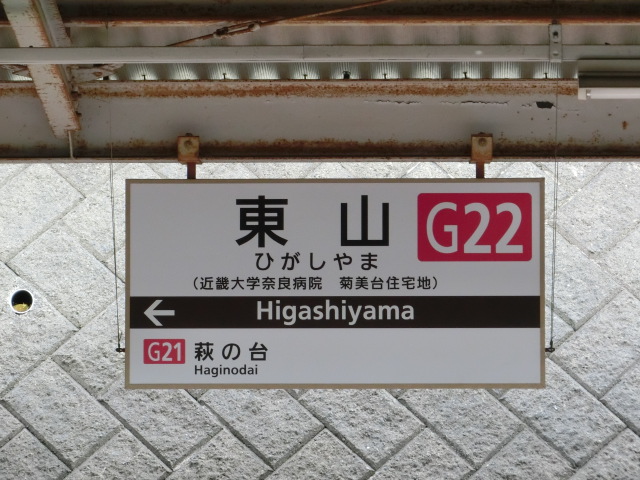 東 山
G22
ひがしやま
（近畿大学奈良病院　菊美台住宅地）
← Higashiyama
G21 萩の台
Haginodai